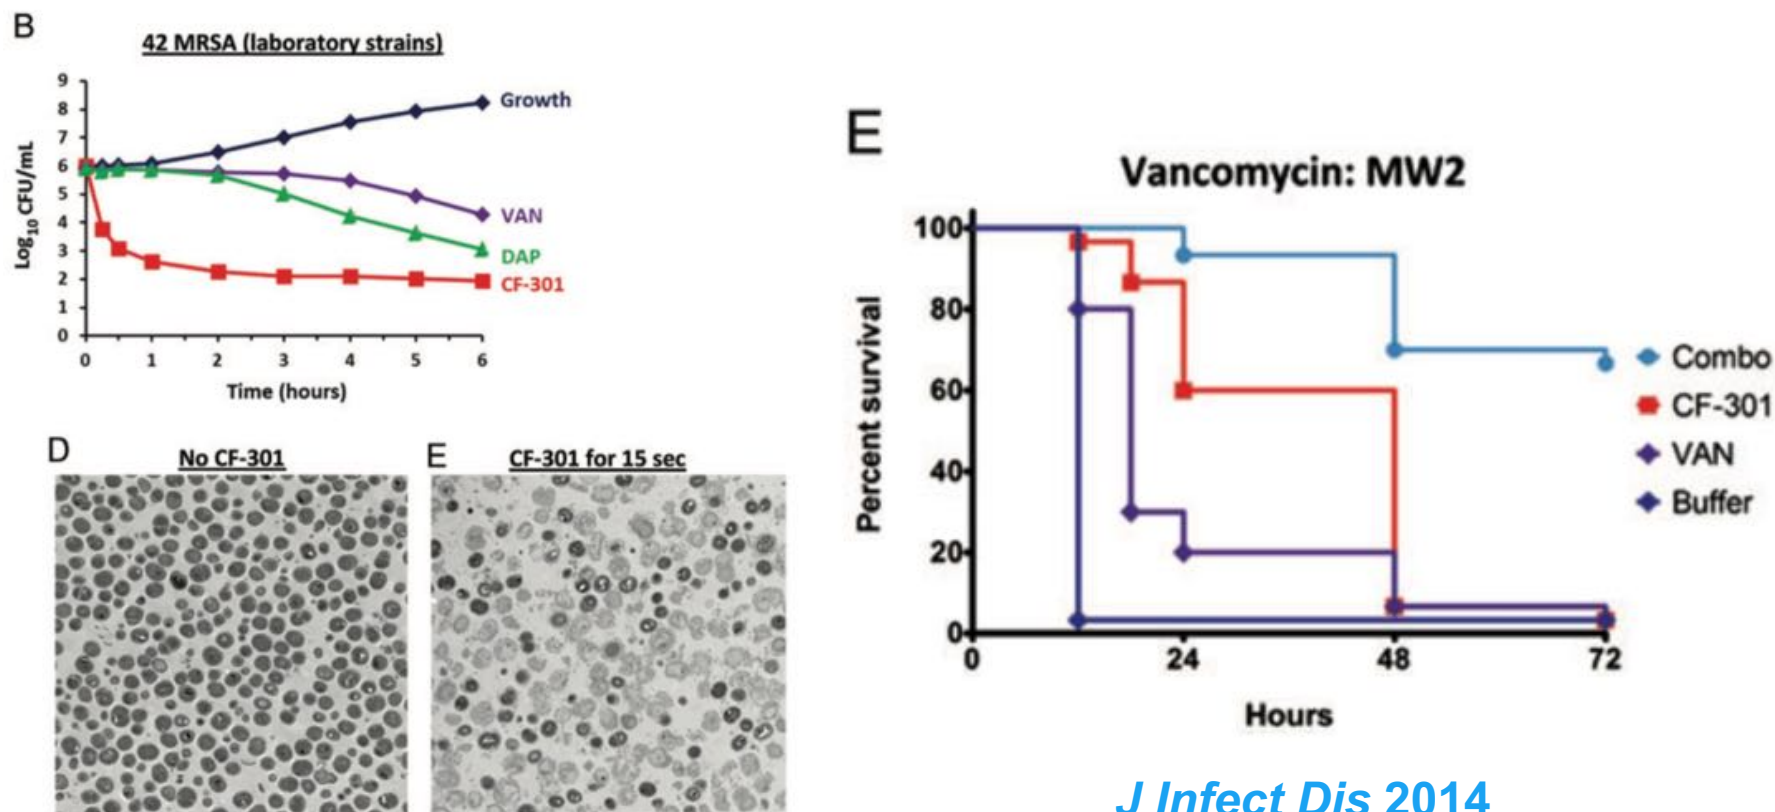 B
42 MRSA (laboratory strains)
9
8
7
6
5
4
3
2
1
0
Log10 CFU/mL
Growth
VAN
DAP
CF-301
0 1 2 3 4 5 6
Time (hours)
D
No CF-301
E
CF-301 for 15 sec
E
Vancomycin: MW2
100
80
60
40
20
0
Percent survival
0 24 48 72
Hours
Combo
CF-301
VAN
Buffer
J Infect Dis 2014